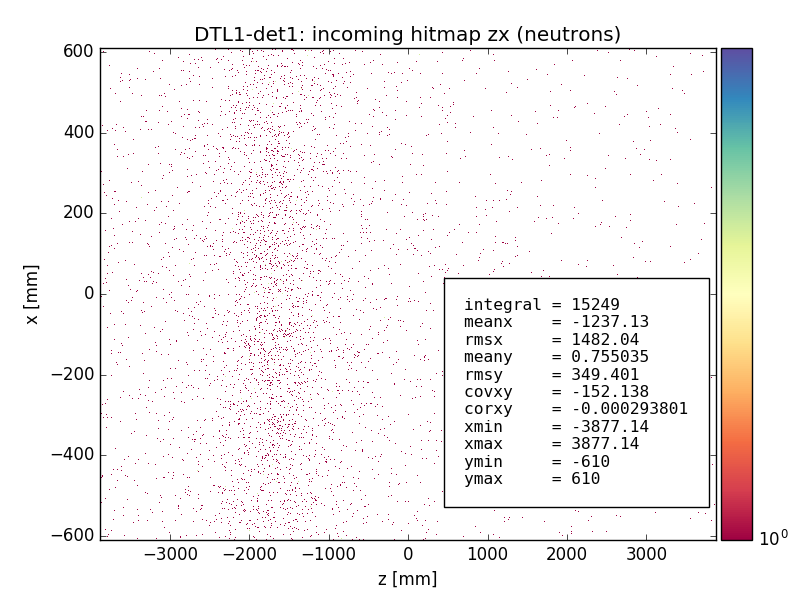 DTL1-det1: incoming hitmap zx (neutrons)
600
400
200
0
−200
−400
−600
x [mm]
integral = 15249
meanx = -1237.13
rmsx = 1482.04
meany = 0.755035
rmsy = 349.401
covxy = -152.138
corxy = -0.000293801
xmin = -3877.14
xmax = 3877.14
ymin = -610
ymax = 610
10⁰
−3000 −2000 −1000 0 1000 2000 3000
z [mm]